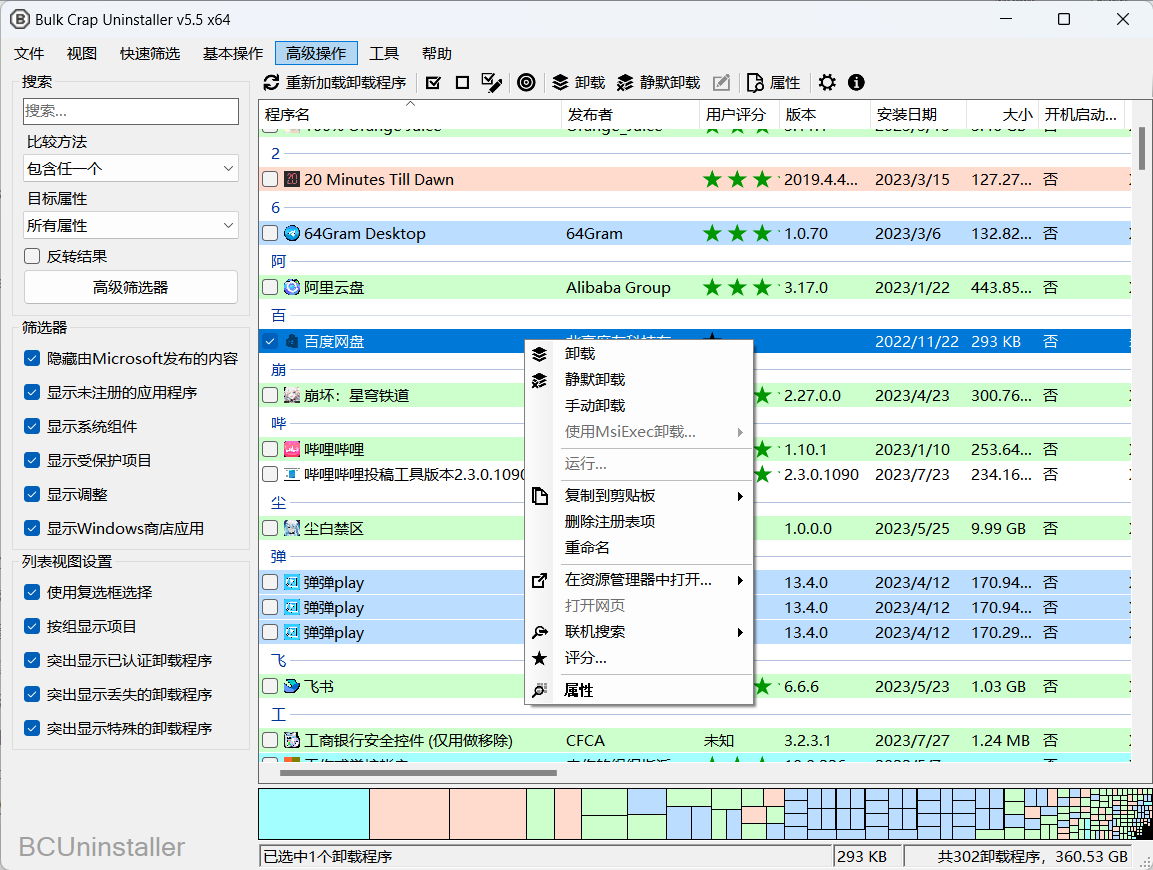 Bulk Crap Uninstaller v5.5 x64
文件 视图 快速筛选 基本操作 高级操作 工具 帮助
搜索
搜索...
比较方法
包含任一个
目标属性
所有属性
反转结果
高级筛选器
筛选器
隐藏由Microsoft发布的内容
显示未注册的应用程序
显示系统组件
显示受保护项目
显示调整
显示Windows商店应用
列表视图设置
使用复选框选择
按组显示项目
突出显示已认证卸载程序
突出显示丢失的卸载程序
突出显示特殊的卸载程序
BCUninstaller
重新加载卸载程序 卸载 静默卸载 属性
程序名 发布者 用户评分 版本 安装日期 大小 开机启动...
2
20 Minutes Till Dawn 2019.4.4... 2023/3/15 127.27... 否
6
64Gram Desktop 64Gram 1.0.70 2023/3/6 132.82... 否
阿
阿里云盘 Alibaba Group 3.17.0 2023/1/22 443.85... 否
百
百度网盘 2022/11/22 293 KB 否
崩
崩坏：星穹铁道 2.27.0.0 2023/4/23 300.76... 否
哔
哔哩哔哩 1.10.1 2023/1/10 253.64... 否
哔哩哔哩投稿工具版本2.3.0.1090 2.3.0.1090 2023/7/23 234.16... 否
尘
尘白禁区 1.0.0.0 2023/5/25 9.99 GB 否
弹
弹弹play 13.4.0 2023/4/12 170.94... 否
弹弹play 13.4.0 2023/4/12 170.94... 否
弹弹play 13.4.0 2023/4/12 170.29... 否
飞
飞书 6.6.6 2023/5/23 1.03 GB 否
工
工商银行安全控件 (仅用做移除) CFCA 未知 3.2.3.1 2023/7/27 1.24 MB 否
卸载
静默卸载
手动卸载
使用MsiExec卸载...
运行...
复制到剪贴板
删除注册表项
重命名
在资源管理器中打开...
打开网页
联机搜索
评分...
属性
已选中1个卸载程序 293 KB 共302卸载程序，360.53 GB